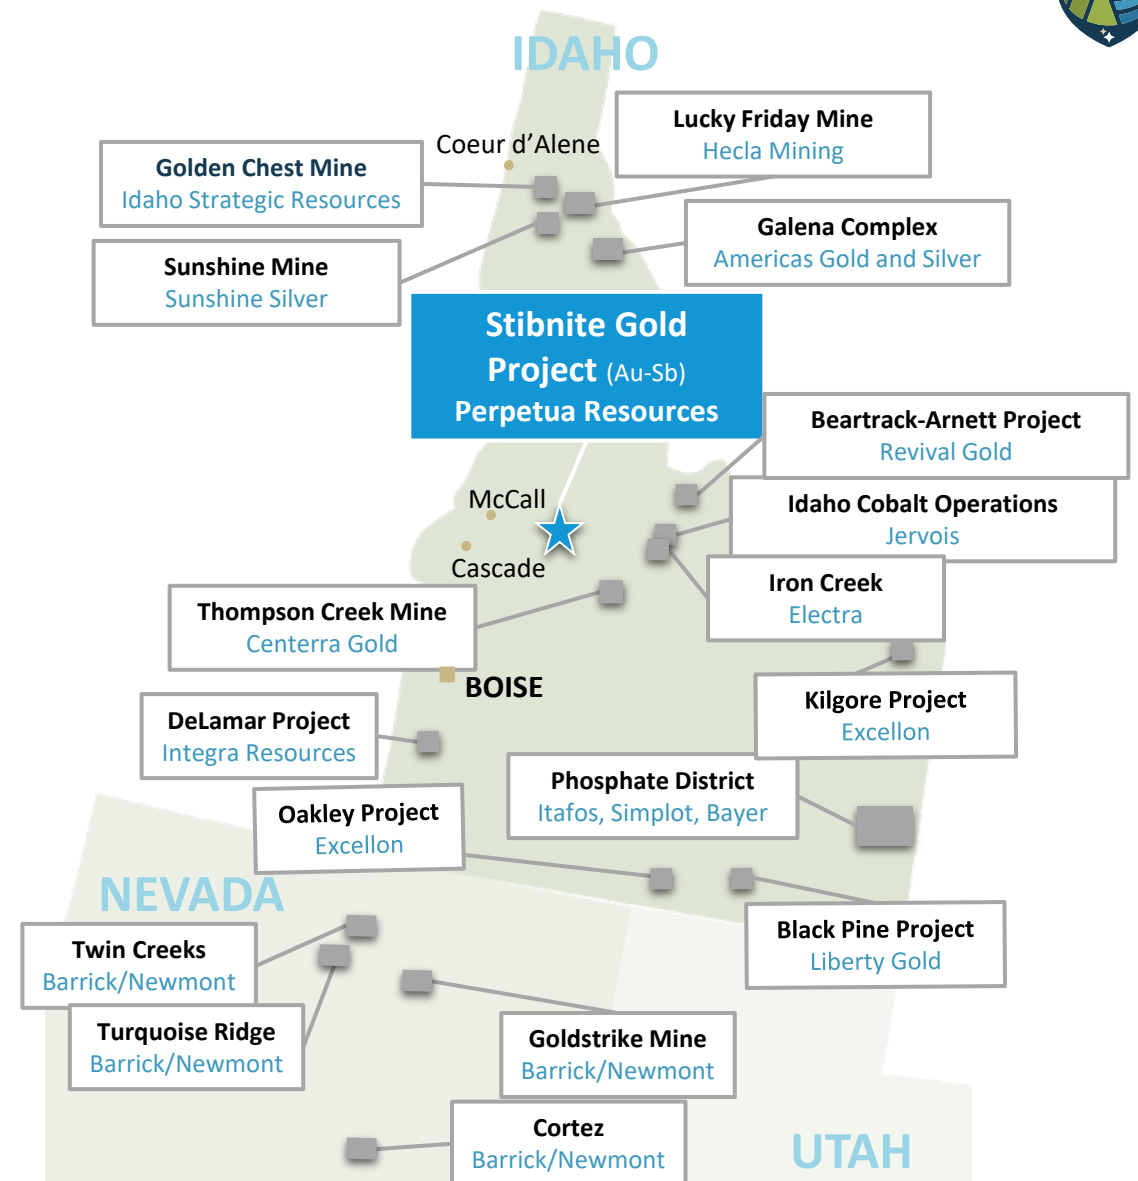 IDAHO
Lucky Friday Mine
Hecla Mining
Coeur d'Alene
Golden Chest Mine
Idaho Strategic Resources
Galena Complex
Americas Gold and Silver
Sunshine Mine
Sunshine Silver
Stibnite Gold
Project (Au-Sb)
Perpetua Resources
Beartrack-Arnett Project
Revival Gold
McCall
Idaho Cobalt Operations
Jervois
Cascade
Iron Creek
Electra
Thompson Creek Mine
Centerra Gold
BOISE
Kilgore Project
Excellon
DeLamar Project
Integra Resources
Phosphate District
Itafos, Simplot, Bayer
Oakley Project
Excellon
NEVADA
Black Pine Project
Liberty Gold
Twin Creeks
Barrick/Newmont
Turquoise Ridge
Barrick/Newmont
Goldstrike Mine
Barrick/Newmont
Cortez
Barrick/Newmont
UTAH